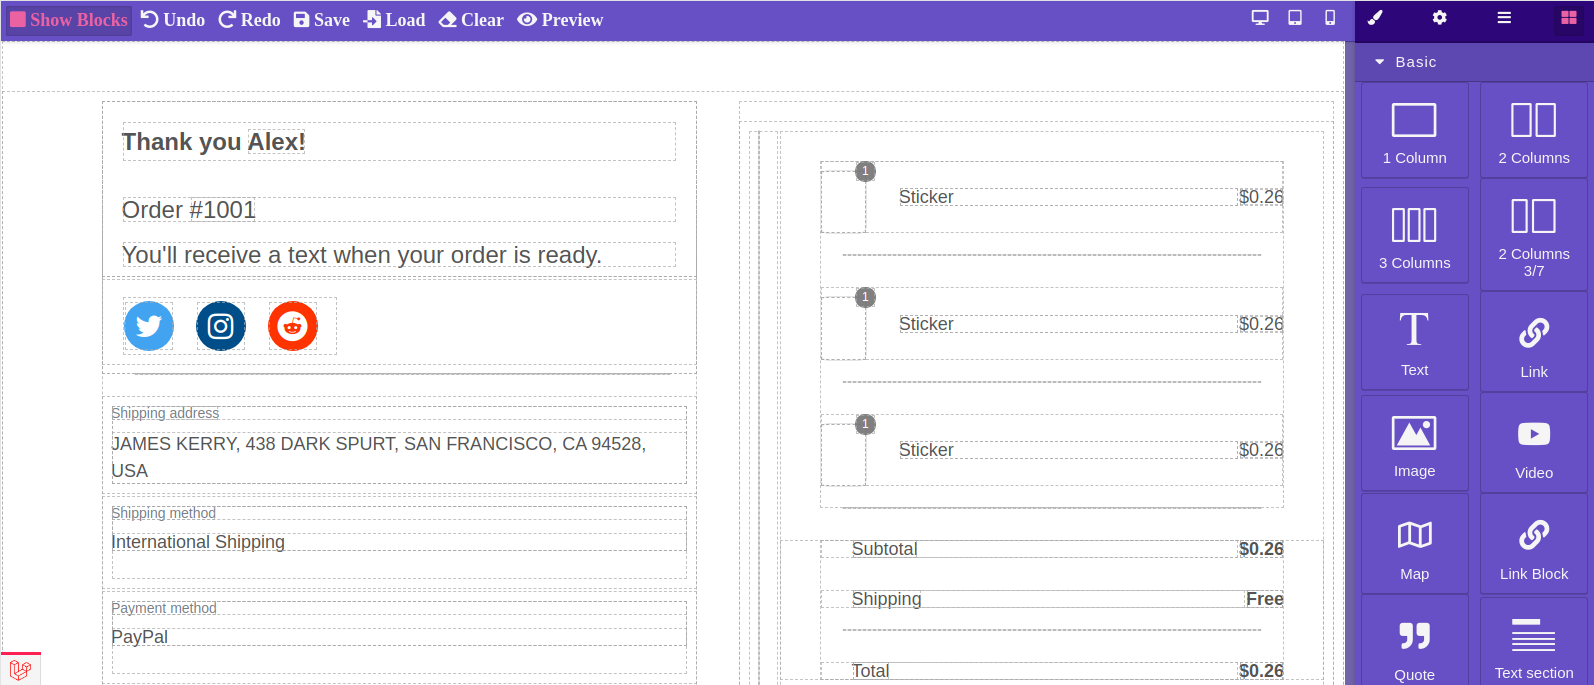 Show Blocks Undo Redo Save Load Clear Preview
Basic
Thank you Alex!
Order #1001
You'll receive a text when your order is ready.
Shipping address
JAMES KERRY, 438 DARK SPURT, SAN FRANCISCO, CA 94528,
USA
Shipping method
International Shipping
Payment method
PayPal
1
Sticker $0.26
1
Sticker $0.26
1
Sticker $0.26
Subtotal $0.26
Shipping Free
Total $0.26
1 Column
2 Columns
3 Columns
2 Columns
3/7
Text
Link
Image
Video
Map
Link Block
Quote
Text section